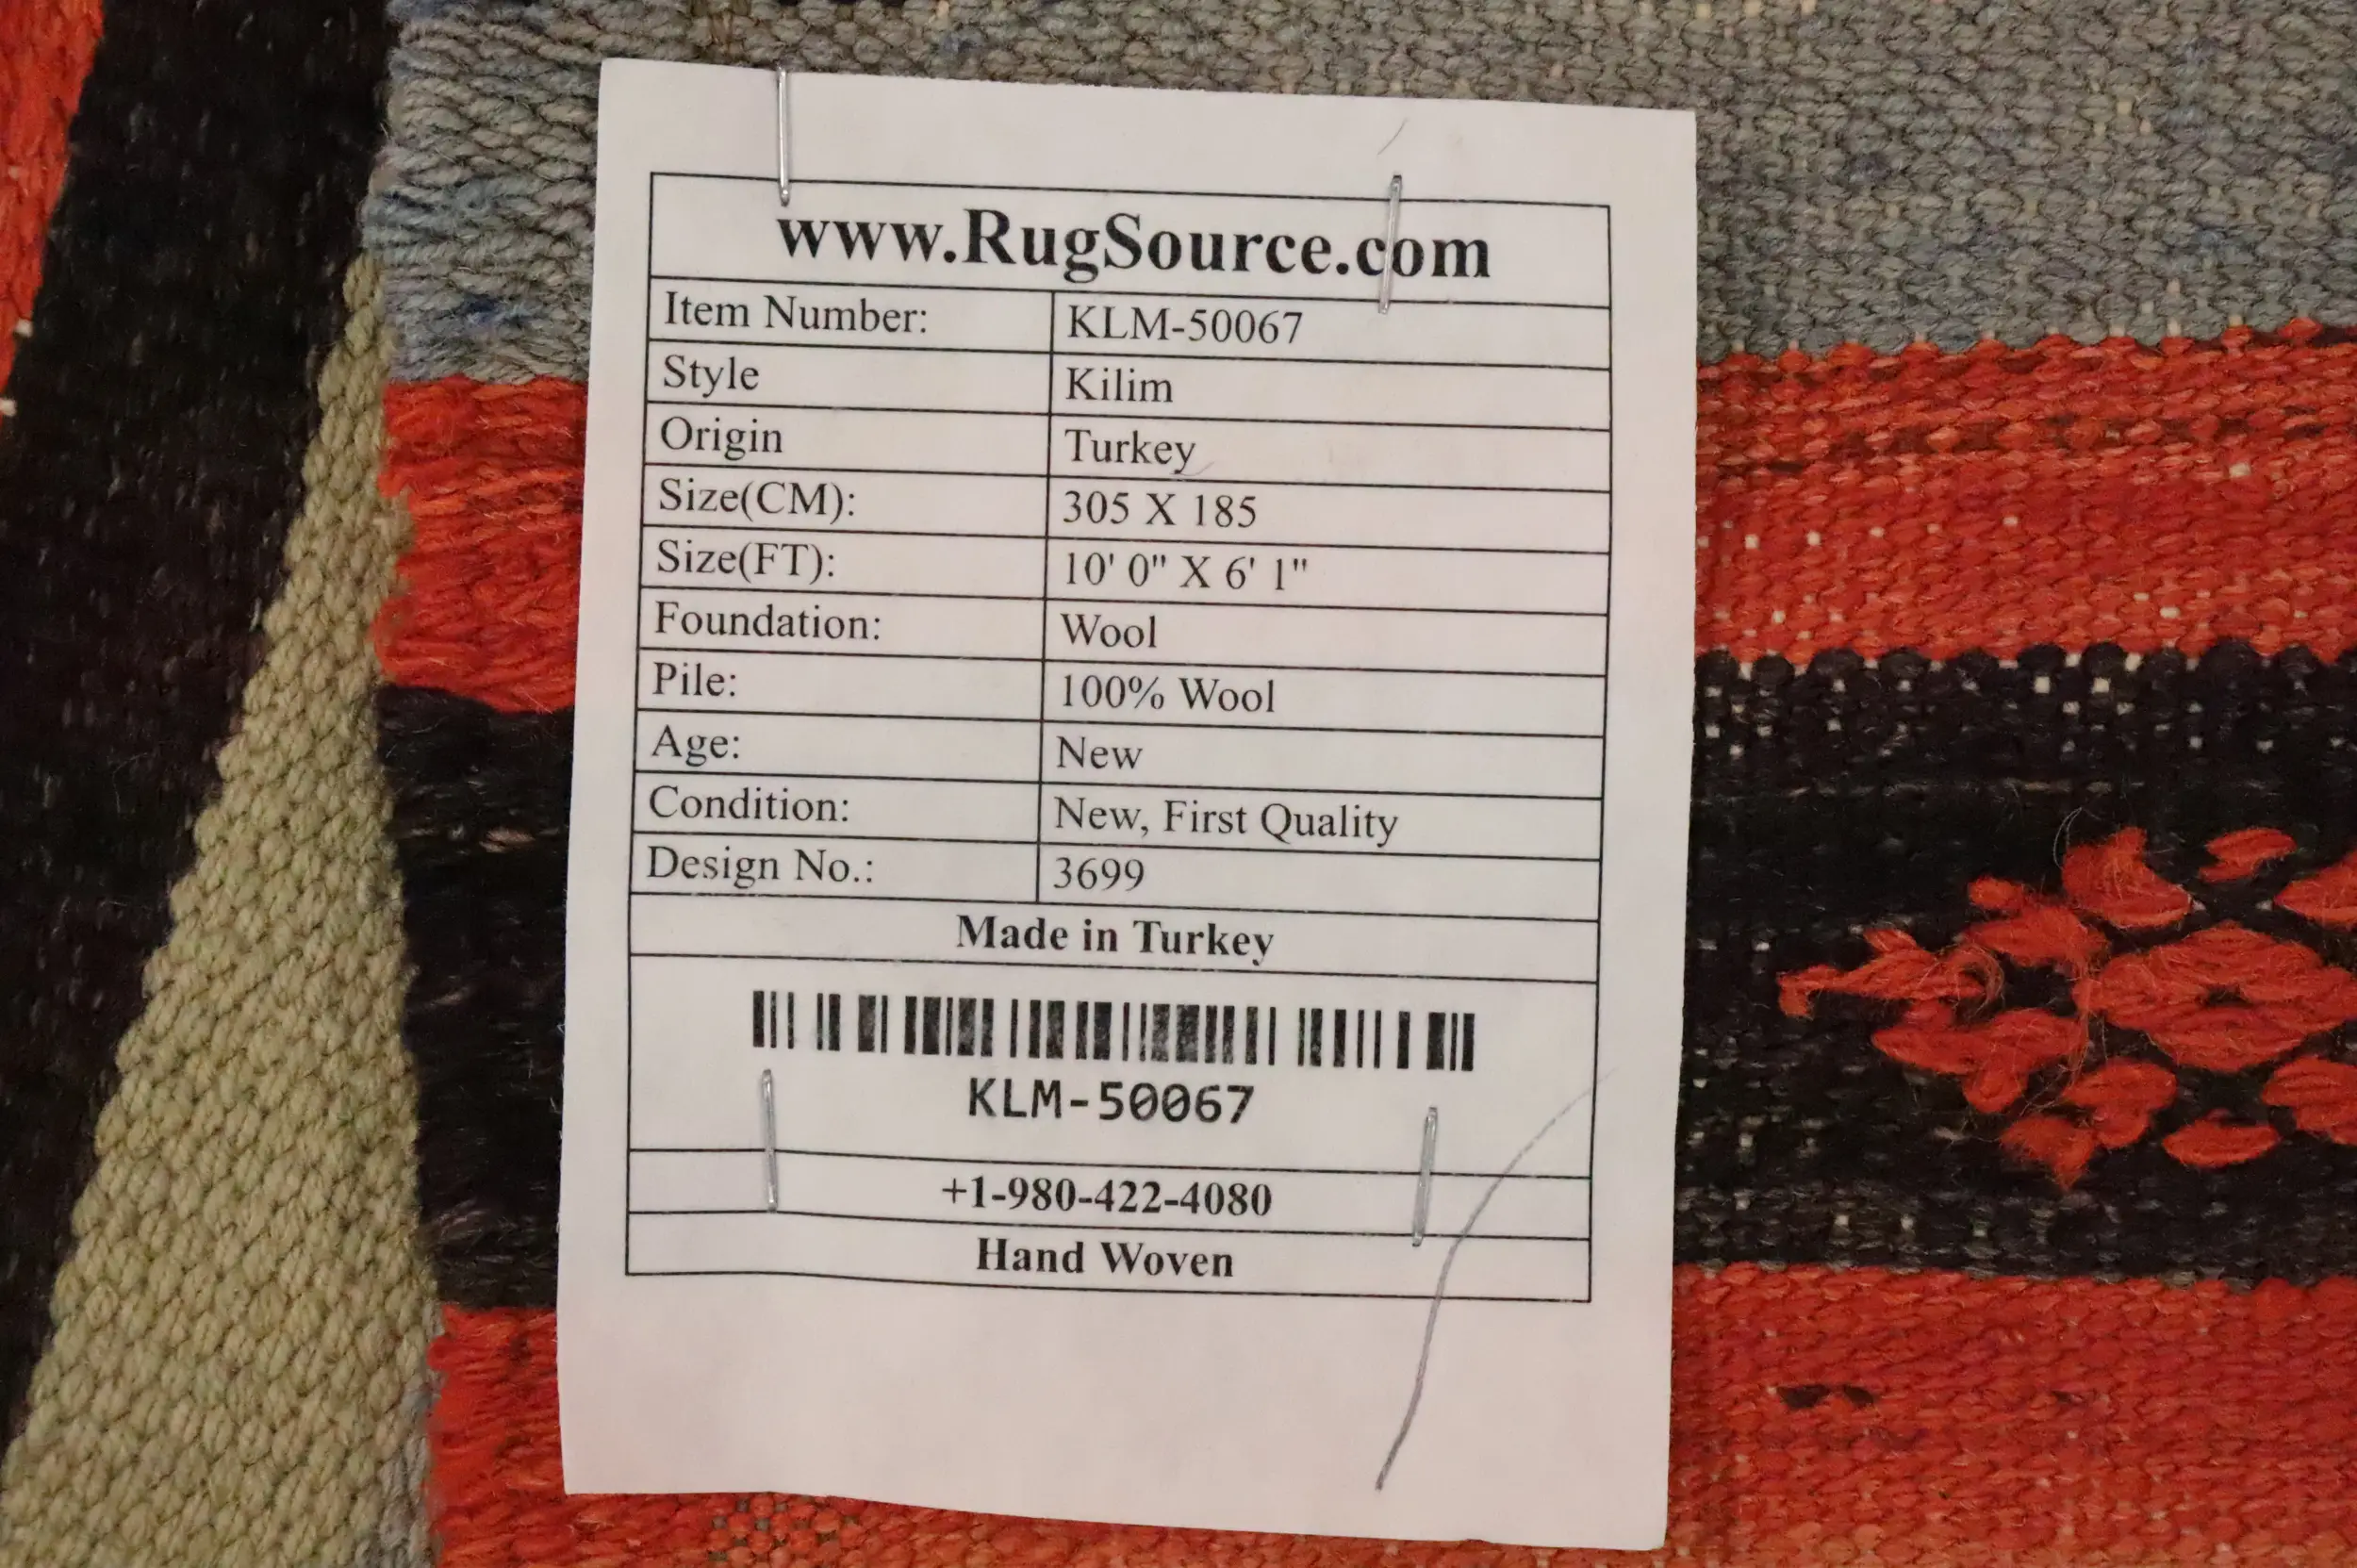 www.RugSource.com
Item Number: KLM-50067
Style Kilim
Origin Turkey
Size(CM): 305 X 185
Size(FT): 10' 0" X 6' 1"
Foundation: Wool
Pile: 100% Wool
Age: New
Condition: New, First Quality
Design No.: 3699
Made in Turkey
KLM-50067
+1-980-422-4080
Hand Woven